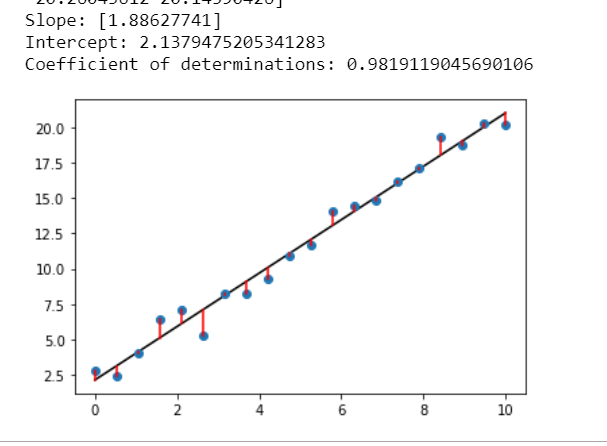 Slope: [1.88627741]
Intercept: 2.1379475205341283
Coefficient of determinations: 0.9819119045690106
20.0
17.5
15.0
12.5
10.0
7.5
5.0
2.5
0 2 4 6 8 10